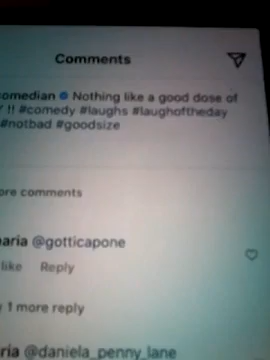 Comments
omedian Nothing like a good dose of
!! #comedy #laughs #laughoftheday
#notbad #goodsize
ore comments
aria @gotticapone
like Reply
1 more reply
ria @daniela_penny_lane